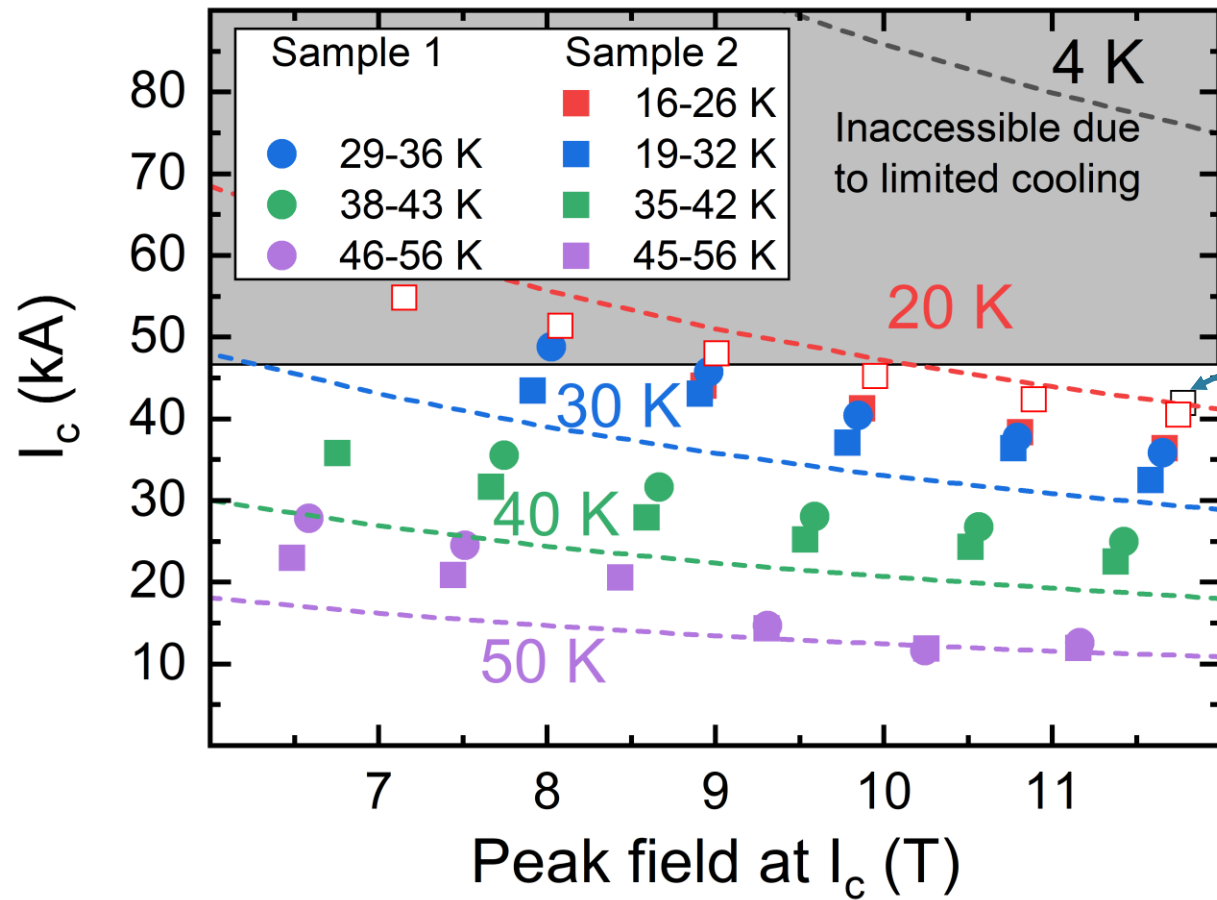 Sample 1 Sample 2
16-26 K
29-36 K 19-32 K
38-43 K 35-42 K
46-56 K 45-56 K
4 K
Inaccessible due
to limited cooling
20 K
30 K
40 K
50 K
80
70
60
50
40
30
20
10
I_c (kA)
7 8 9 10 11
Peak field at I_c (T)